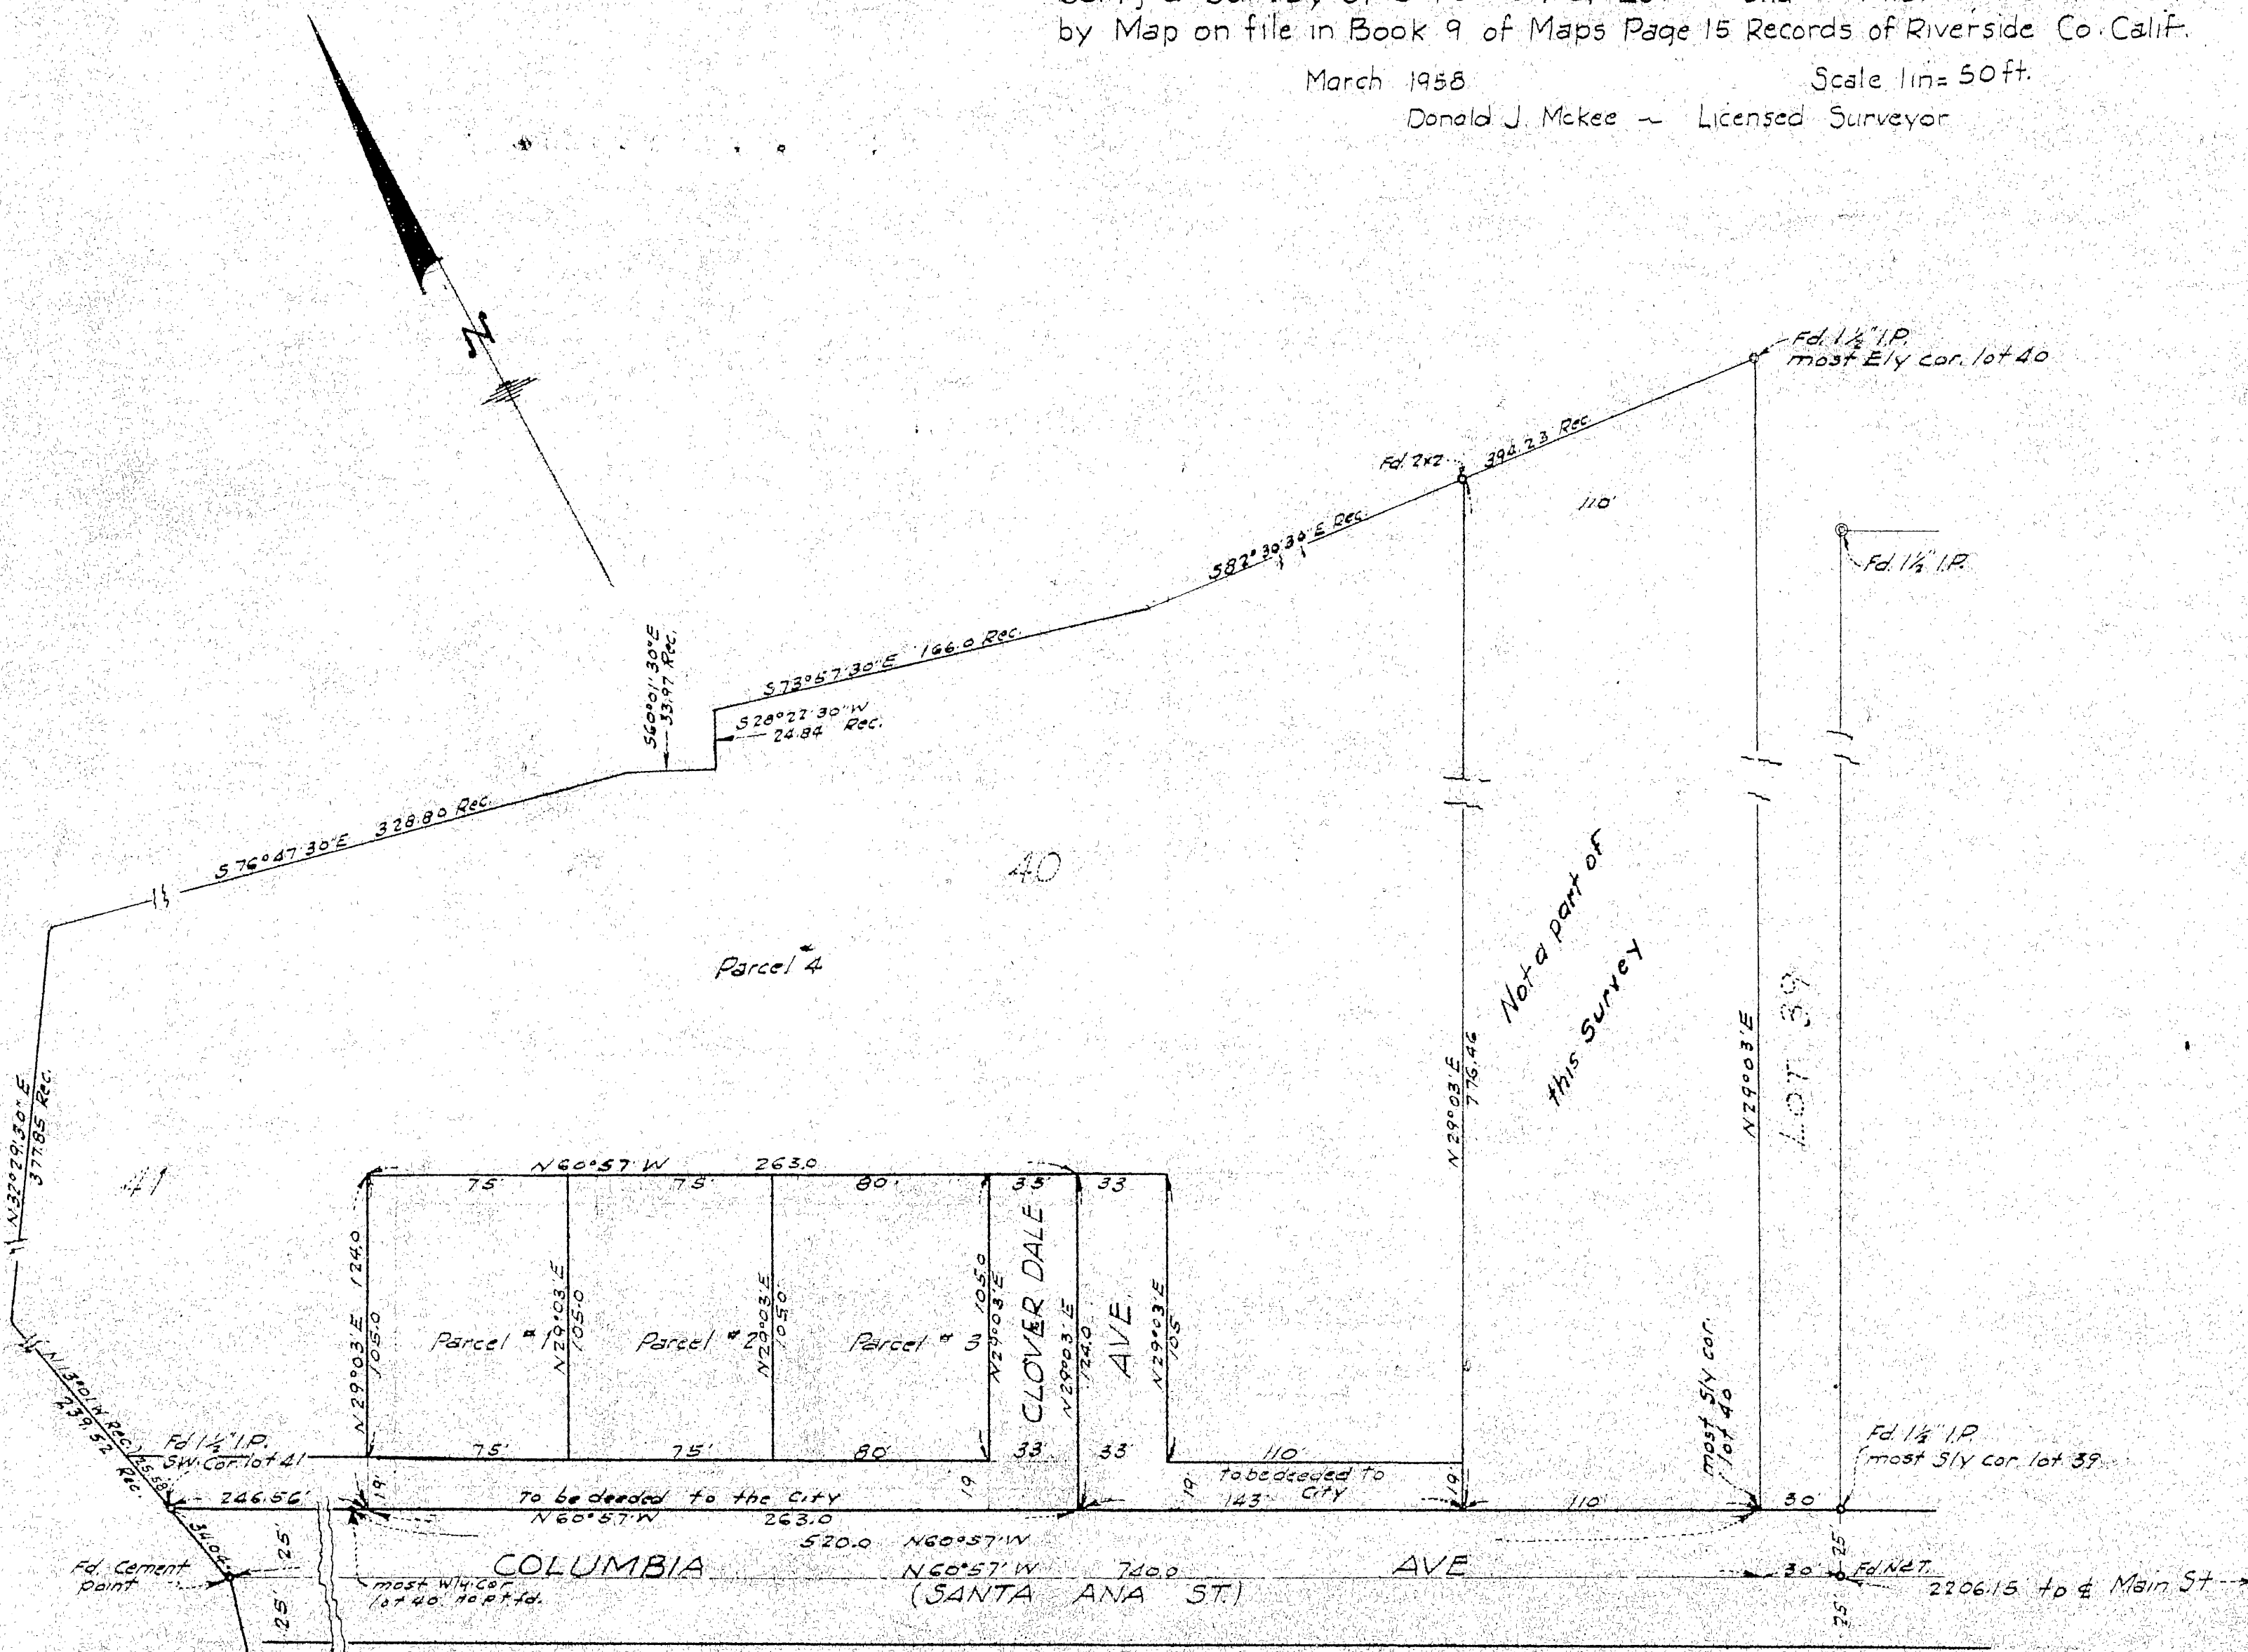 by Map on file in Book 9 of Maps Page 15 Records of Riverside Co. Calif.
March 1958
Scale 1in= 50ft.
Donald J. Mckee ~ Licensed Surveyor
N
Fd. 1½" I.P.
most Ely cor. lot 40
Fd. 2x2
394.23 Rec.
110'
S82°30'30"E Rec.
Fd. 1½" I.P.
S60°01'30"E
33.97 Rec.
S73°57'30"E 166.0 Rec.
S28°22'30"W
24.84 Rec.
S76°47'30"E 328.80 Rec.
40
Parcel #4
Not a part of
this Survey
N29°03'E
776.46
N29°03'E
LOT 39
N32°29'30"E
377.85 Rec.
41
N60°57'W 263.0
75' 75' 80' 33' 33
N29°03'E 124.0
105.0
Parcel #1
N29°03'E
105.0
Parcel #2
N29°03'E
105.0
Parcel # 3
105.0
N29°03'E
CLOVER DALE
N29°03'E
124.0
AVE.
N29°03'E
105'
most Sly cor.
lot 40
N13°01'W Rec.
239.52 Rec.
25.58
Fd 1½" I.P.
SW. Cor lot 41
75' 75' 80' 33' 33' 110'
Fd. 1½" I.P.
most Sly cor. lot 39
246.56'
19'
To be deeded to the City
19
19'
to be deeded to
City
143'
19'
110'
30'
N60°57'W 263.0
34.04
25'
520.0 N60°57'W
25'
Fd. Cement
point
COLUMBIA
N60°57'W 740.0
AVE
30'
Fd. N&T.
most Wly cor
lot 40 no pt. fd.
(SANTA ANA ST.)
2206.15 to ℄ Main St
25'
25'